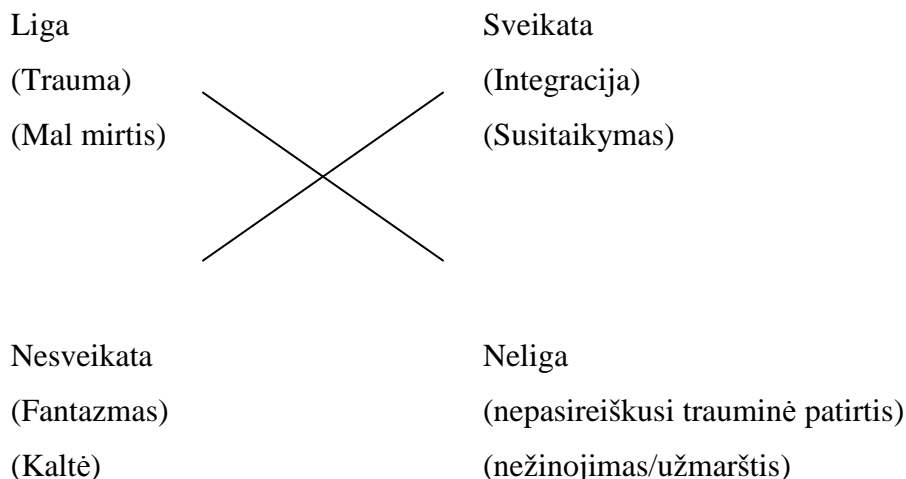 Liga
(Trauma)
(Mal mirtis)
Sveikata
(Integracija)
(Susitaikymas)
Nesveikata
(Fantazmas)
(Kaltė)
Neliga
(nepasireiškusi trauminė patirtis)
(nežinojimas/užmarštis)